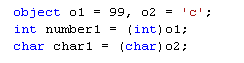 object o1 = 99, o2 = 'c';
int number1 = (int)o1;
char char1 = (char)o2;